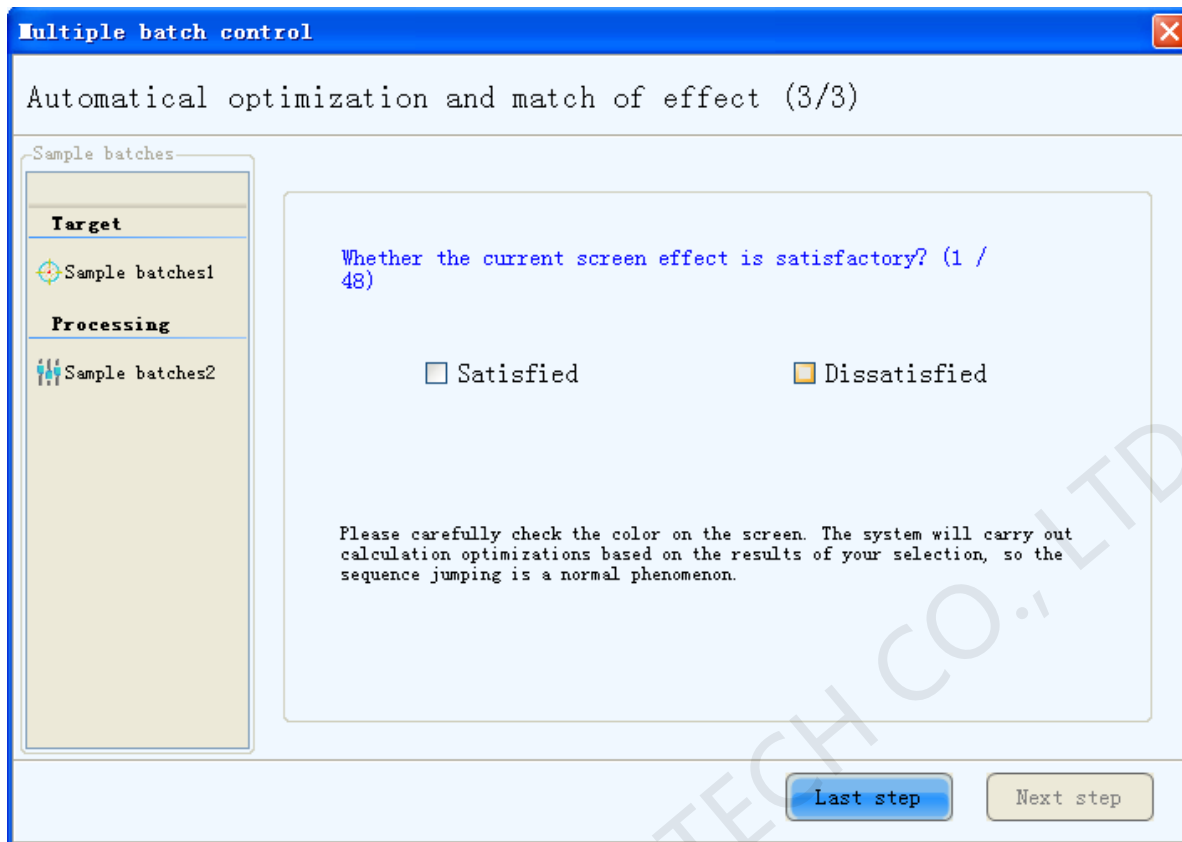 Multiple batch control
Automatical optimization and match of effect (3/3)
Sample batches
Target
Sample batches1
Processing
Sample batches2
Whether the current screen effect is satisfactory? (1 /
48)
Satisfied
Dissatisfied
Please carefully check the color on the screen. The system will carry out
calculation optimizations based on the results of your selection, so the
sequence jumping is a normal phenomenon.
Last step
Next step
TECH CO., LTD